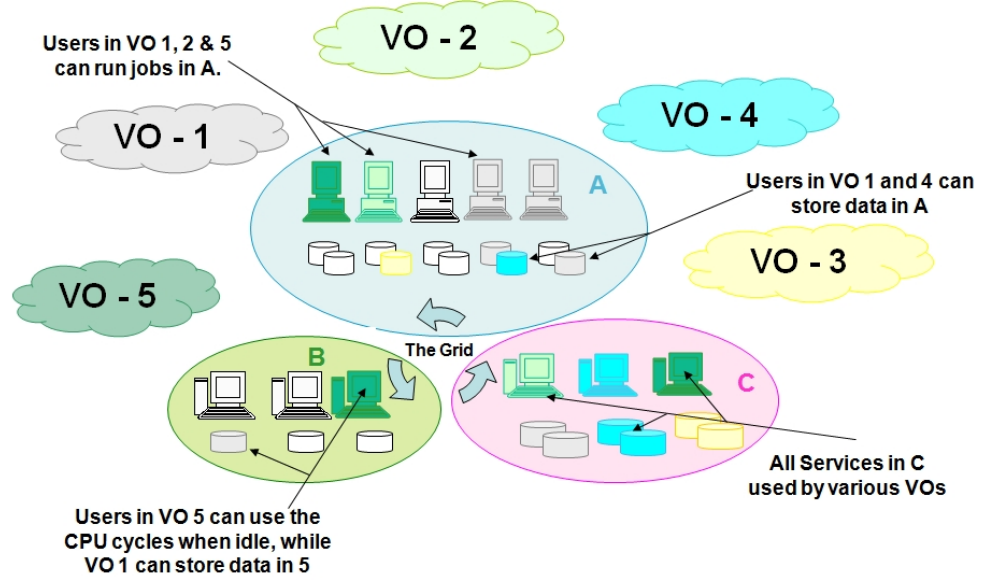 Users in VO 1, 2 & 5
can run jobs in A.
VO - 2
VO - 1
VO - 4
A
Users in VO 1 and 4 can
store data in A
VO - 3
VO - 5
The Grid
B
C
All Services in C
used by various VOs
Users in VO 5 can use the
CPU cycles when idle, while
VO 1 can store data in 5